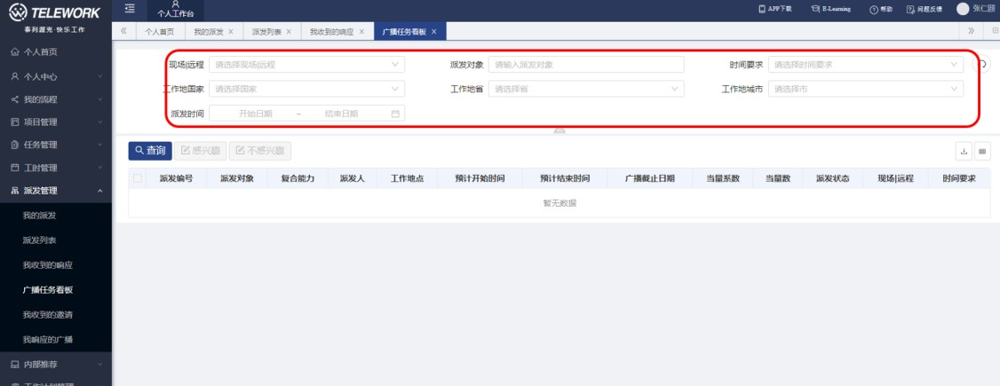 TELEWORK
泰列渥克·快乐工作
个人工作台
APP下载 E-Learning 帮助 问题反馈
个人首页 我的派发 × 派发列表 × 我收到的响应 × 广播任务看板 ×
个人首页
个人中心
我的流程
项目管理
任务管理
工时管理
派发管理
我的派发
派发列表
我收到的响应
广播任务看板
我收到的邀请
我响应的广播
内部推荐
工作计划管理
现场|远程 请选择现场|远程 派发对象 请输入派发对象 时间要求 请选择时间要求
工作地国家 请选择国家 工作地省 请选择省 工作地城市 请选择市
派发时间 开始日期 ~ 结束日期
查询 感兴趣 不感兴趣
派发编号 派发对象 复合能力 派发人 工作地点 预计开始时间 预计结束时间 广播截止日期 当量系数 当量数 派发状态 现场|远程 时间要求
暂无数据